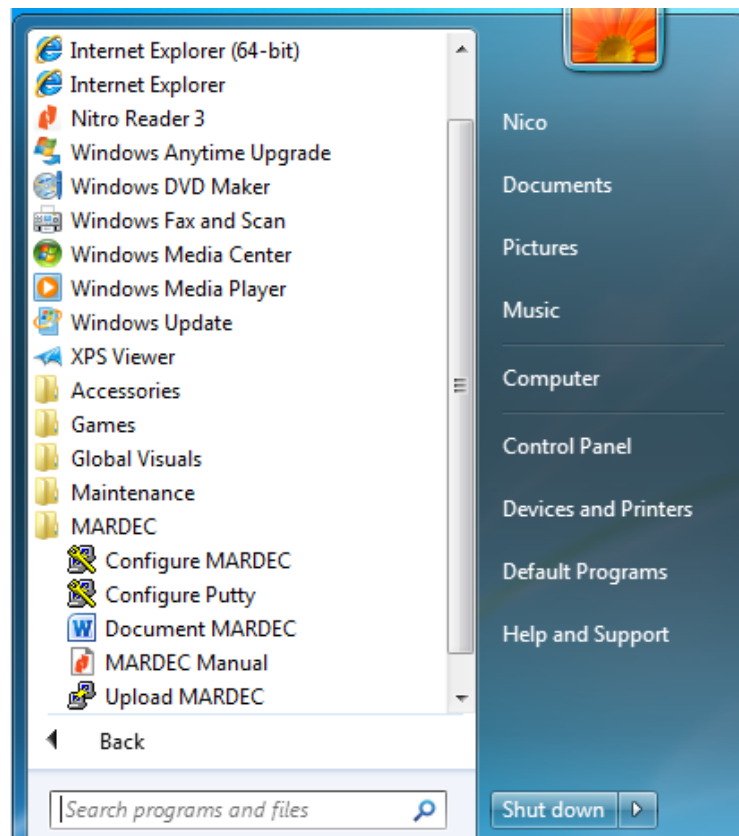 Internet Explorer (64-bit)
Internet Explorer
Nitro Reader 3
Windows Anytime Upgrade
Windows DVD Maker
Windows Fax and Scan
Windows Media Center
Windows Media Player
Windows Update
XPS Viewer
Accessories
Games
Global Visuals
Maintenance
MARDEC
Configure MARDEC
Configure Putty
Document MARDEC
MARDEC Manual
Upload MARDEC
Back
Search programs and files
Nico
Documents
Pictures
Music
Computer
Control Panel
Devices and Printers
Default Programs
Help and Support
Shut down